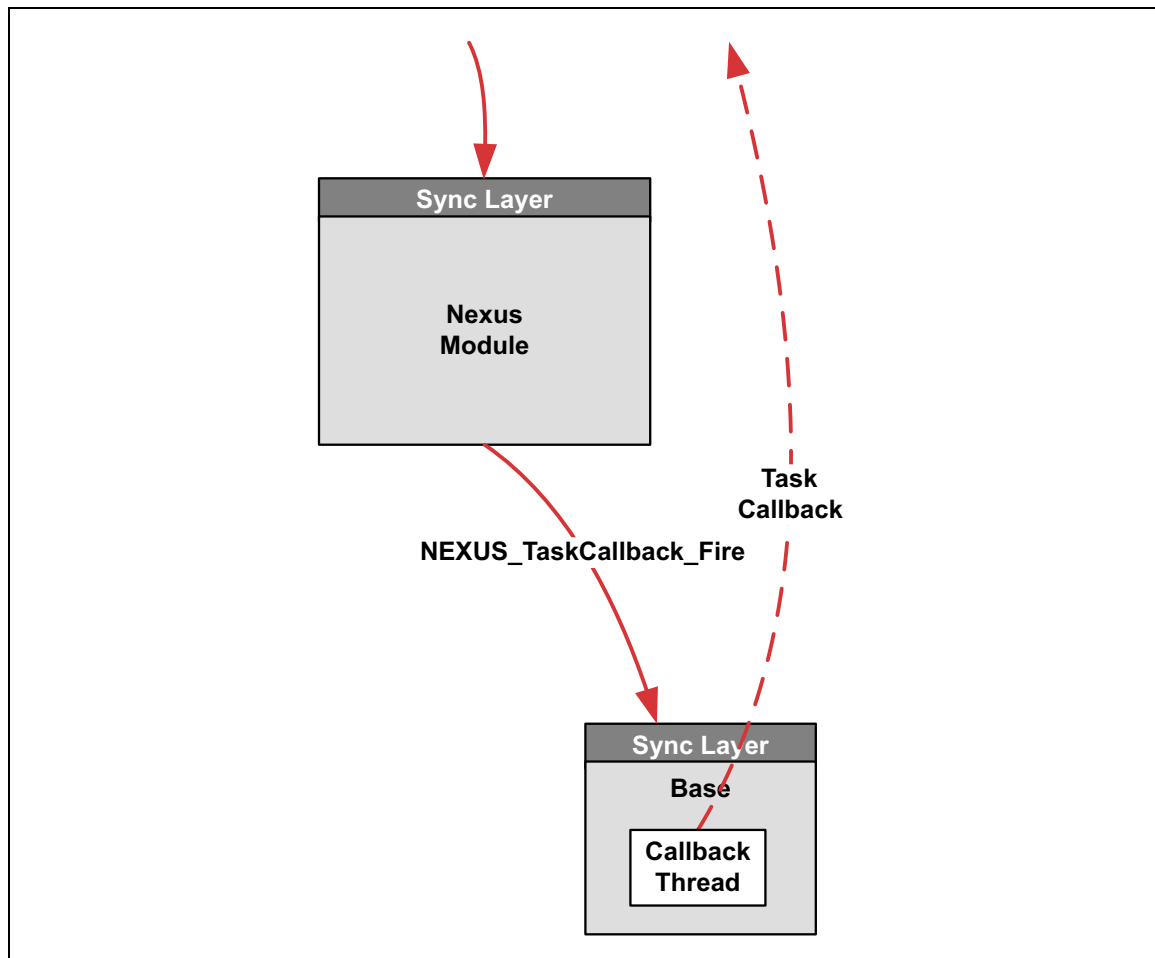 Sync Layer
Nexus
Module
Task
Callback
NEXUS_TaskCallback_Fire
Sync Layer
Base
Callback
Thread